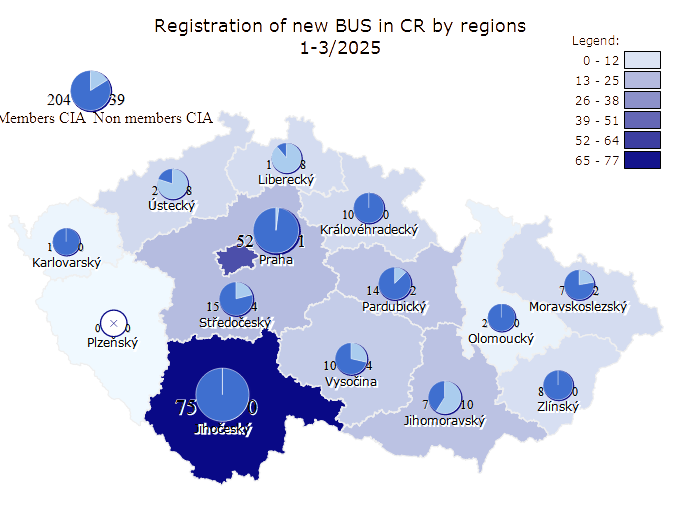 Registration of new BUS in CR by regions
1-3/2025
Legend:
0 - 12
13 - 25
26 - 38
39 - 51
52 - 64
65 - 77
204 39
Members CIA Non members CIA
1 8
Liberecký
2 8
Ústecký
10 0
Královéhradecký
52 1
Praha
1 0
Karlovarský
14 2
Pardubický
7 2
Moravskoslezský
15 4
Středočeský
0 0
Plzeňský
2 0
Olomoucký
10 4
Vysočina
75 0
Jihočeský
7 10
Jihomoravský
8 0
Zlínský